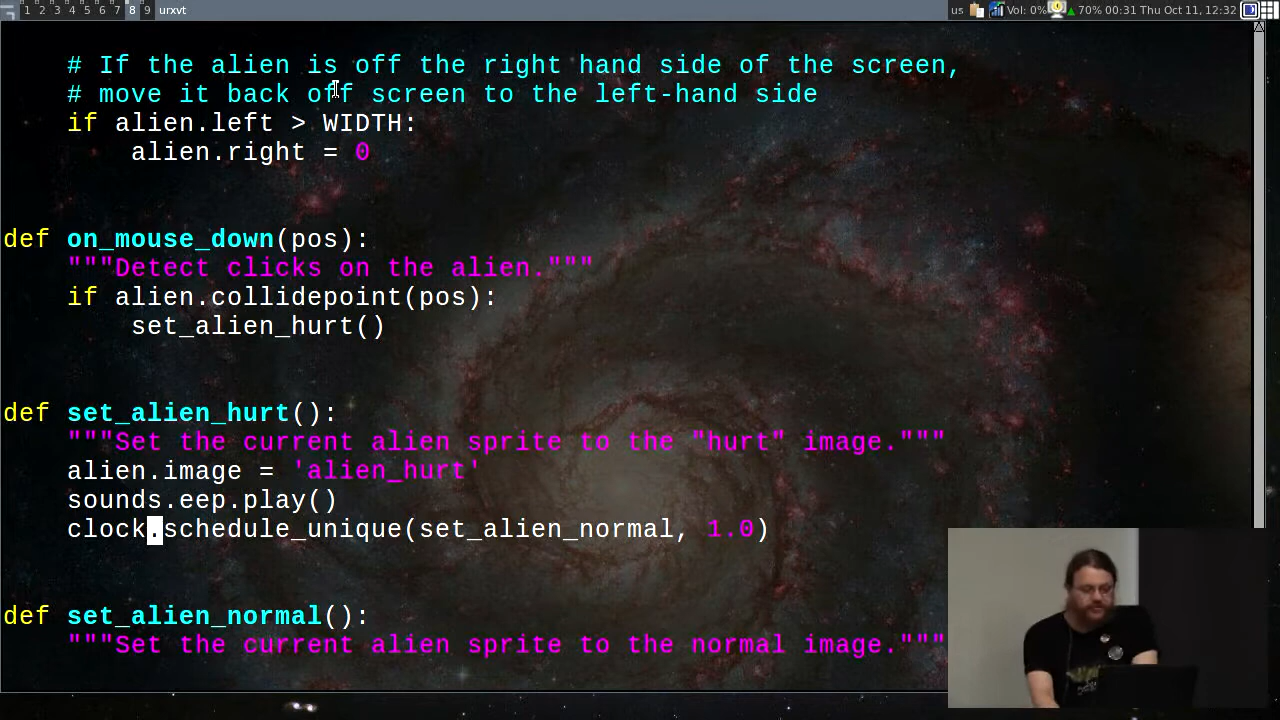 1 2 3 4 5 6 7 8 9 urxvt us Vol: 0% 70% 00:31 Thu Oct 11, 12:32
# If the alien is off the right hand side of the screen,
# move it back off screen to the left-hand side
if alien.left > WIDTH:
alien.right = 0
def on_mouse_down(pos):
"""Detect clicks on the alien."""
if alien.collidepoint(pos):
set_alien_hurt()
def set_alien_hurt():
"""Set the current alien sprite to the "hurt" image."""
alien.image = 'alien_hurt'
sounds.eep.play()
clock.schedule_unique(set_alien_normal, 1.0)
def set_alien_normal():
"""Set the current alien sprite to the normal image."""